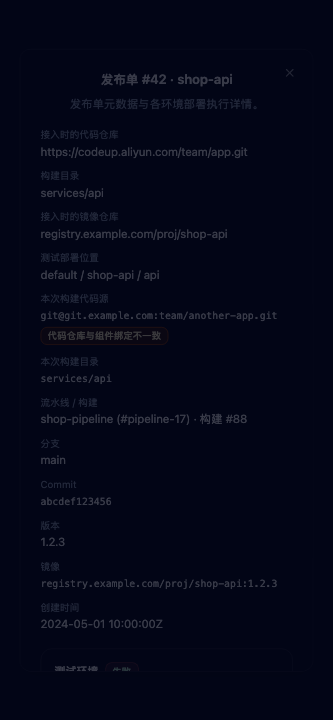 发布单 #42 · shop-api
发布单元数据与各环境部署执行详情。
接入时的代码仓库
https://codeup.aliyun.com/team/app.git
构建目录
services/api
接入时的镜像仓库
registry.example.com/proj/shop-api
测试部署位置
default / shop-api / api
本次构建代码源
git@git.example.com:team/another-app.git
代码仓库与组件绑定不一致
本次构建目录
services/api
流水线 / 构建
shop-pipeline (#pipeline-17) · 构建 #88
分支
main
Commit
abcdef123456
版本
1.2.3
镜像
registry.example.com/proj/shop-api:1.2.3
创建时间
2024-05-01 10:00:00Z
测试环境 失败